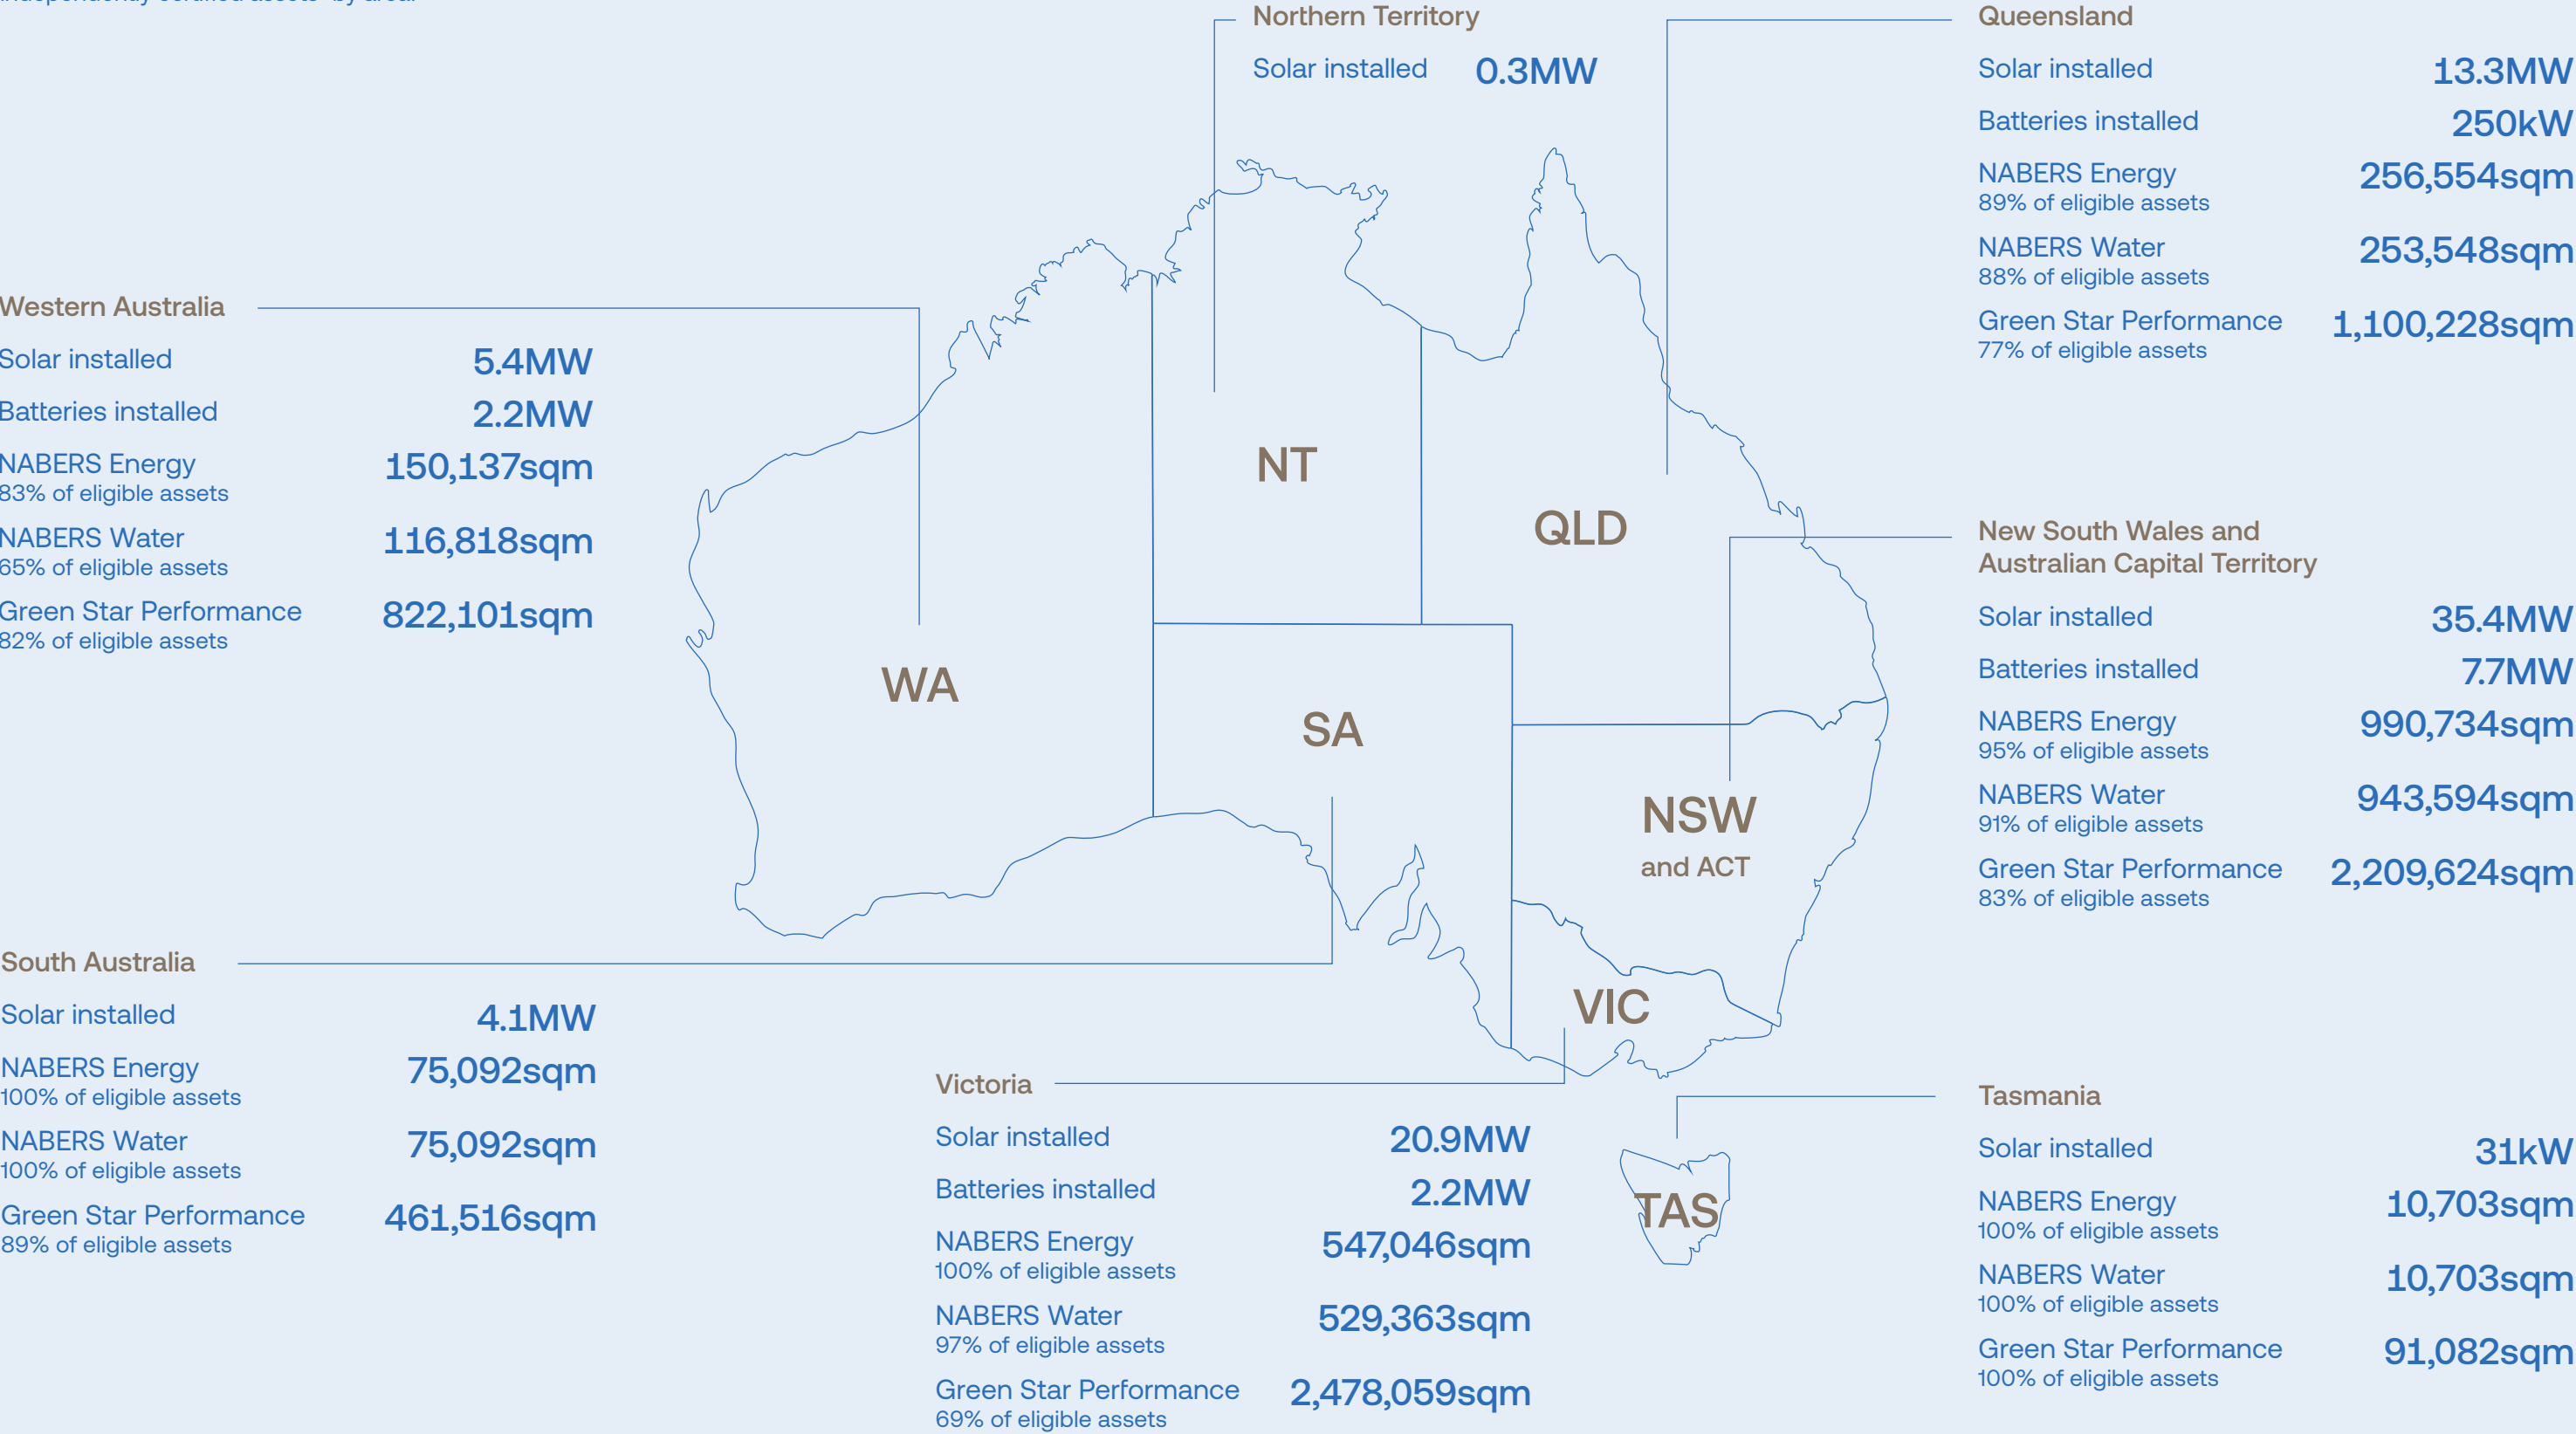 Northern Territory
Solar installed 0.3MW
Queensland
Solar installed 13.3MW
Batteries installed 250kW
NABERS Energy 256,554sqm
89% of eligible assets
NABERS Water 253,548sqm
88% of eligible assets
Green Star Performance 1,100,228sqm
77% of eligible assets
Western Australia
Solar installed 5.4MW
Batteries installed 2.2MW
NABERS Energy 150,137sqm
83% of eligible assets
NABERS Water 116,818sqm
65% of eligible assets
Green Star Performance 822,101sqm
82% of eligible assets
NT
QLD
WA
SA
NSW
and ACT
VIC
TAS
New South Wales and
Australian Capital Territory
Solar installed 35.4MW
Batteries installed 7.7MW
NABERS Energy 990,734sqm
95% of eligible assets
NABERS Water 943,594sqm
91% of eligible assets
Green Star Performance 2,209,624sqm
83% of eligible assets
South Australia
Solar installed 4.1MW
NABERS Energy 75,092sqm
100% of eligible assets
NABERS Water 75,092sqm
100% of eligible assets
Green Star Performance 461,516sqm
89% of eligible assets
Victoria
Solar installed 20.9MW
Batteries installed 2.2MW
NABERS Energy 547,046sqm
100% of eligible assets
NABERS Water 529,363sqm
97% of eligible assets
Green Star Performance 2,478,059sqm
69% of eligible assets
Tasmania
Solar installed 31kW
NABERS Energy 10,703sqm
100% of eligible assets
NABERS Water 10,703sqm
100% of eligible assets
Green Star Performance 91,082sqm
100% of eligible assets